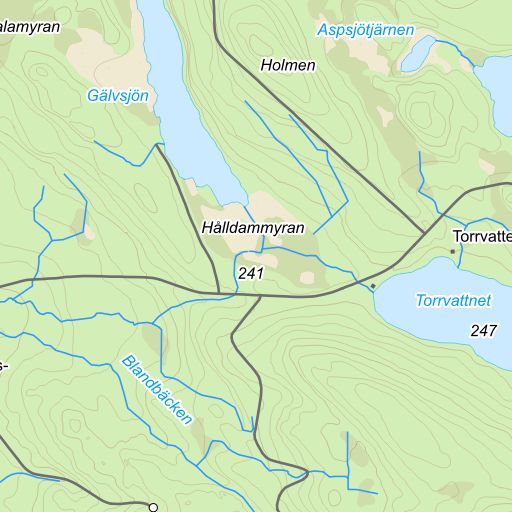 alamyran
Aspsjötjärnen
Holmen
Gälvsjön
Hålldammyran
Torrvatte
241
Torrvattnet
247
s-
Blandbäcken